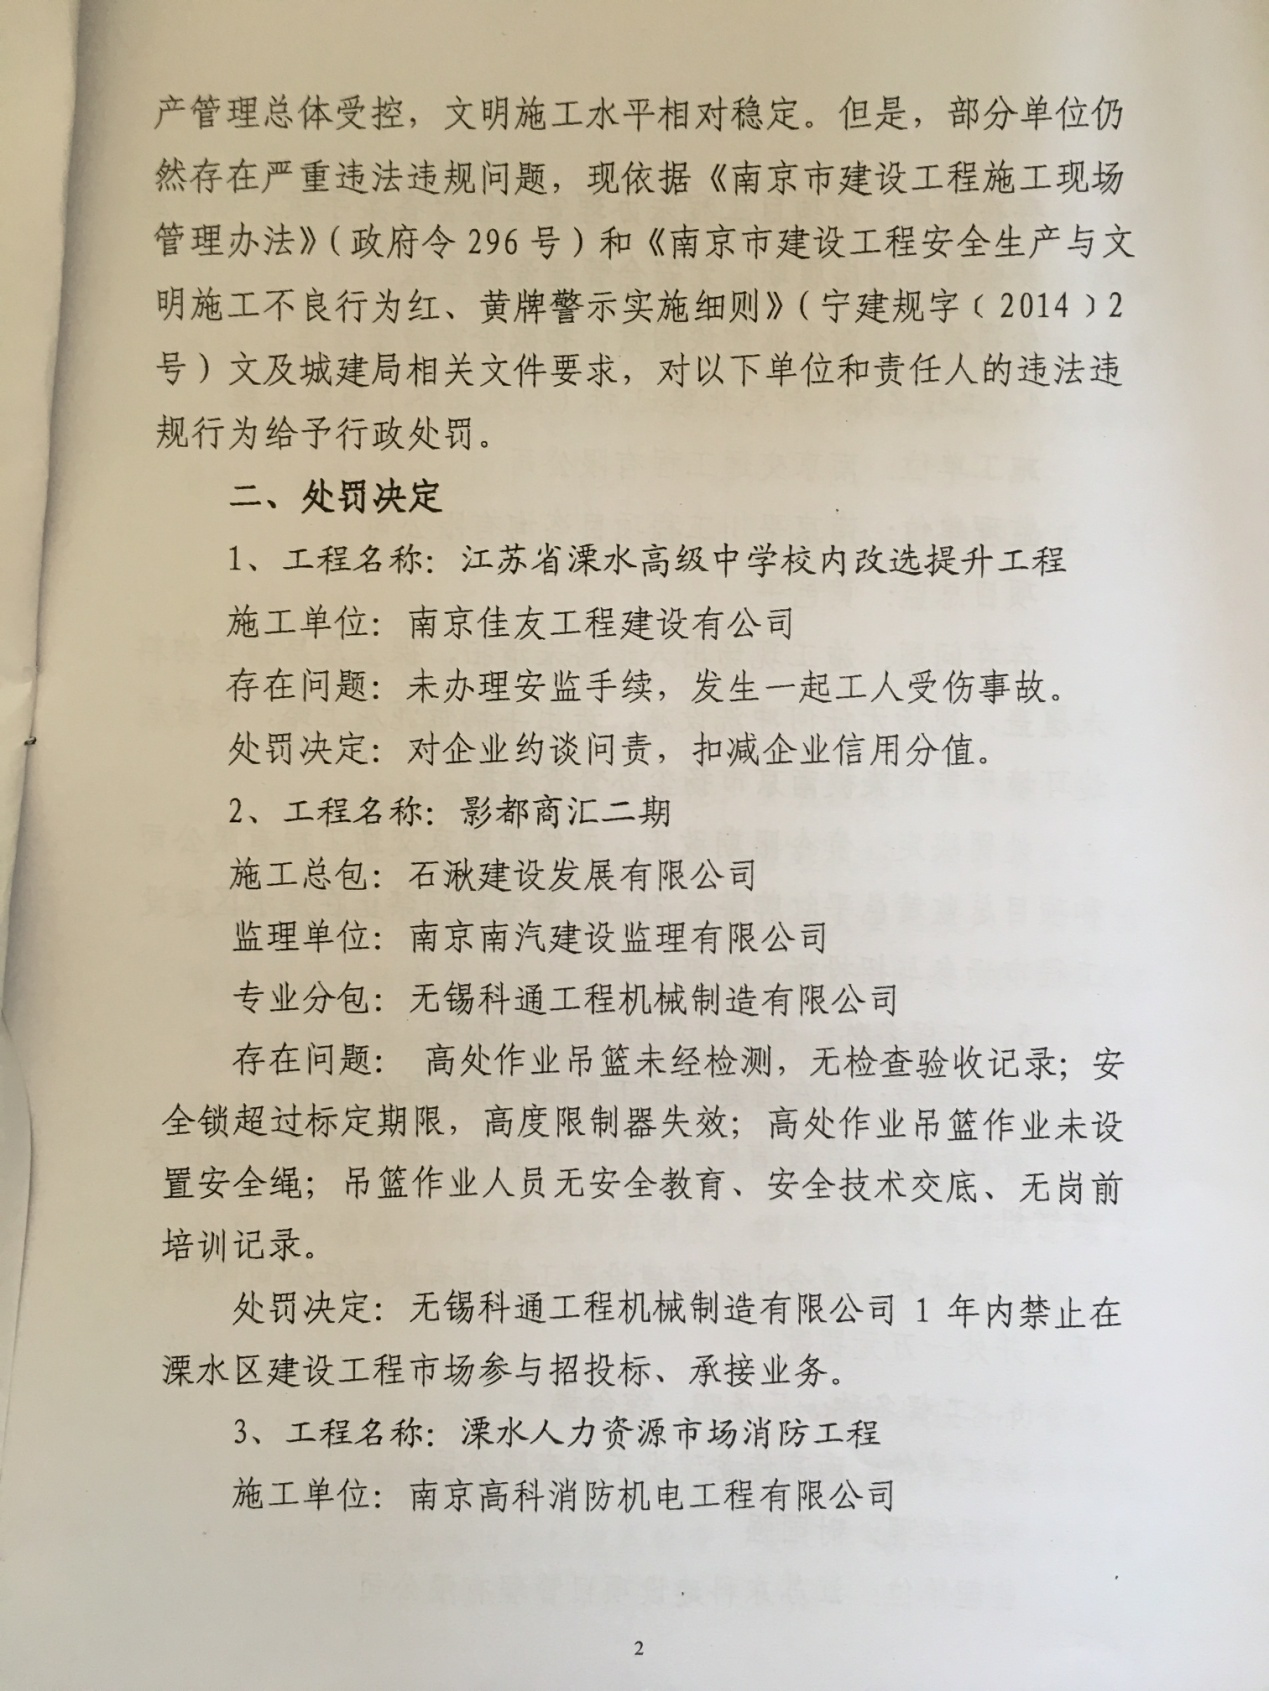 产管理总体受控，文明施工水平相对稳定。但是，部分单位仍
然存在严重违法违规问题，现依据《南京市建设工程施工现场
管理办法》（政府令 296 号）和《南京市建设工程安全生产与文
明施工不良行为红、黄牌警示实施细则》（宁建规字﹝2014﹞2
号）文及城建局相关文件要求，对以下单位和责任人的违法违
规行为给予行政处罚。
二、处罚决定
1、工程名称：江苏省溧水高级中学校内改选提升工程
施工单位：南京佳友工程建设有公司
存在问题：未办理安监手续，发生一起工人受伤事故。
处罚决定：对企业约谈问责，扣减企业信用分值。
2、工程名称：影都商汇二期
施工总包：石湫建设发展有限公司
监理单位：南京南汽建设监理有限公司
专业分包：无锡科通工程机械制造有限公司
存在问题： 高处作业吊篮未经检测，无检查验收记录；安
全锁超过标定期限，高度限制器失效；高处作业吊篮作业未设
置安全绳；吊篮作业人员无安全教育、安全技术交底、无岗前
培训记录。
处罚决定：无锡科通工程机械制造有限公司 1 年内禁止在
溧水区建设工程市场参与招投标、承接业务。
3、工程名称：溧水人力资源市场消防工程
施工单位：南京高科消防机电工程有限公司
2